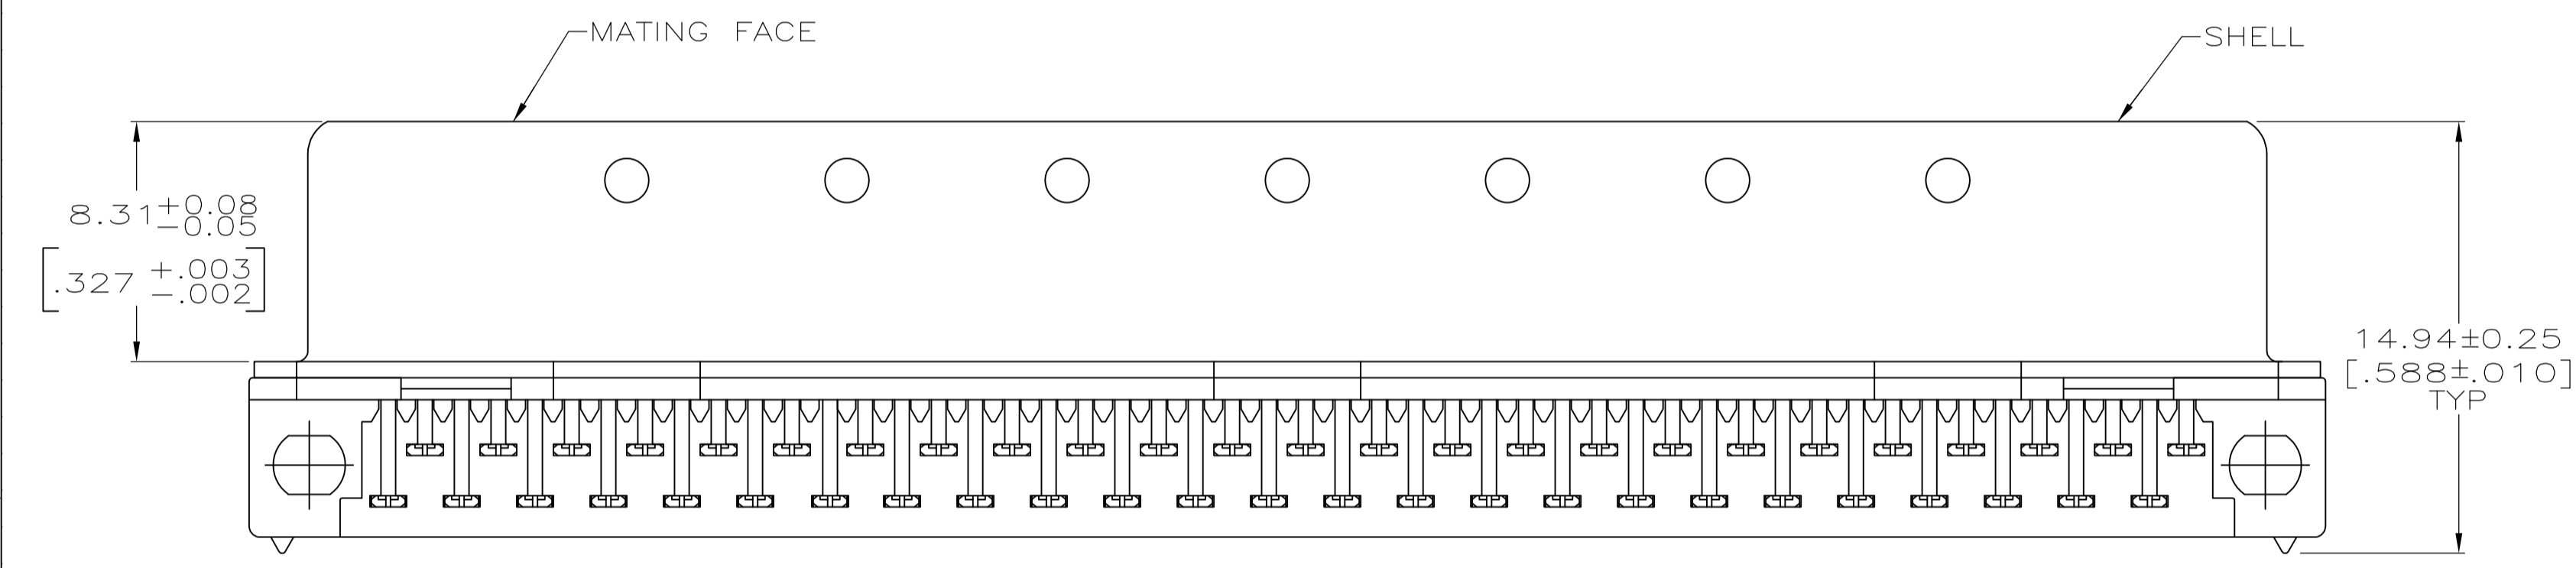 MATING FACE
SHELL
8.31 +0.08
-0.05
[.327 +.003
-.002]
14.94±0.25
[.588±.010]
TYP